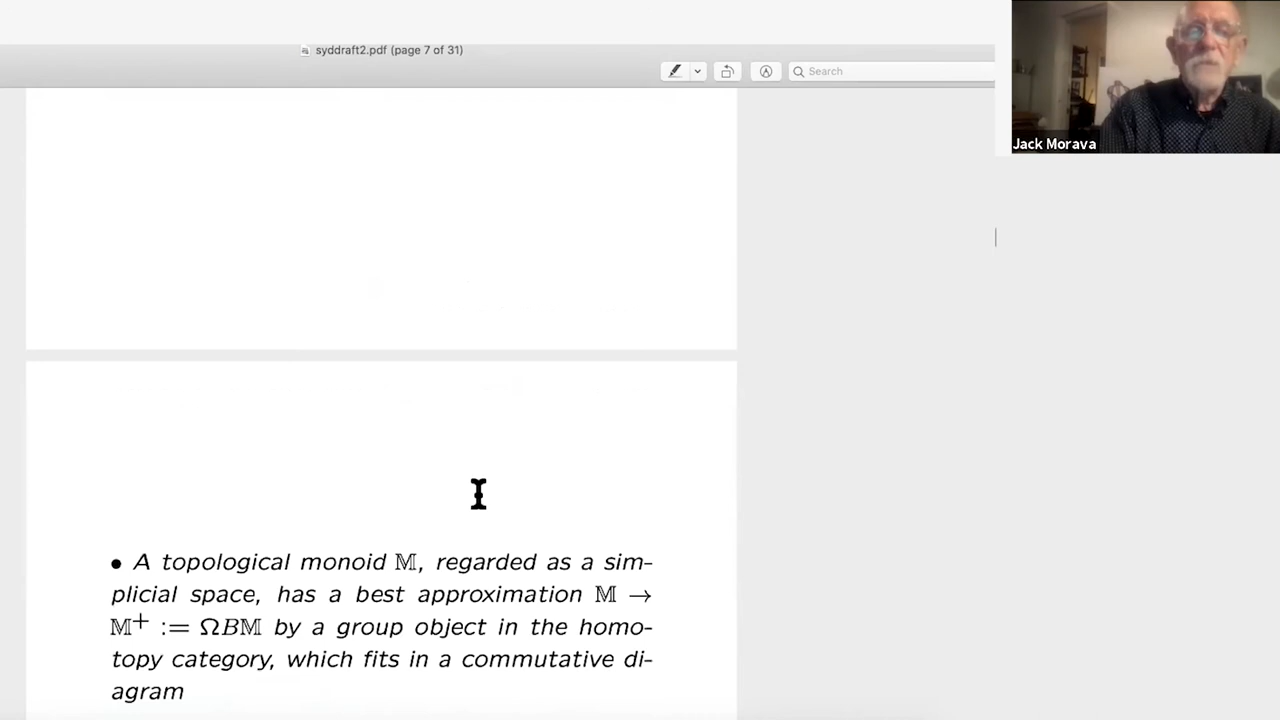 syddraft2.pdf (page 7 of 31)
Search
Jack Morava
• A topological monoid 𝕄, regarded as a sim-
plicial space, has a best approximation 𝕄 →
𝕄⁺ := ΩB𝕄 by a group object in the homo-
topy category, which fits in a commutative di-
agram